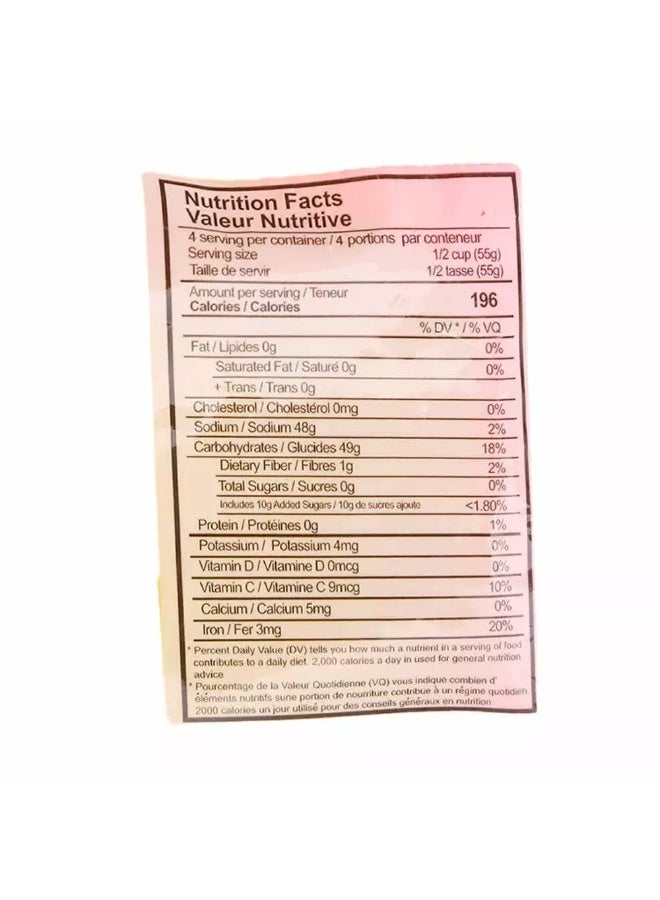 Nutrition Facts
Valeur Nutritive
4 serving per container / 4 portions par conteneur
Serving size 1/2 cup (55g)
Taille de servir 1/2 tasse (55g)
Amount per serving / Teneur
Calories / Calories 196
% DV * / % VQ
Fat / Lipides 0g 0%
Saturated Fat / Saturé 0g 0%
+ Trans / Trans 0g
Cholesterol / Cholestérol 0mg 0%
Sodium / Sodium 48g 2%
Carbohydrates / Glucides 49g 18%
Dietary Fiber / Fibres 1g 2%
Total Sugars / Sucres 0g 0%
Includes 10g Added Sugars / 10g de sucres ajoute <1.80%
Protein / Protéines 0g 1%
Potassium / Potassium 4mg 0%
Vitamin D / Vitamine D 0mcg 0%
Vitamin C / Vitamine C 9mcg 10%
Calcium / Calcium 5mg 0%
Iron / Fer 3mg 20%
* Percent Daily Value (DV) tells you how much a nutrient in a serving of food
contributes to a daily diet. 2,000 calories a day in used for general nutrition
advice
* Pourcentage de la Valeur Quotidienne (VQ) vous indique combien d'
éléments nutritifs sune portion de nourriture contribue à un régime quotidien.
2000 calories un jour utilisé pour des conseils généraux en nutrition